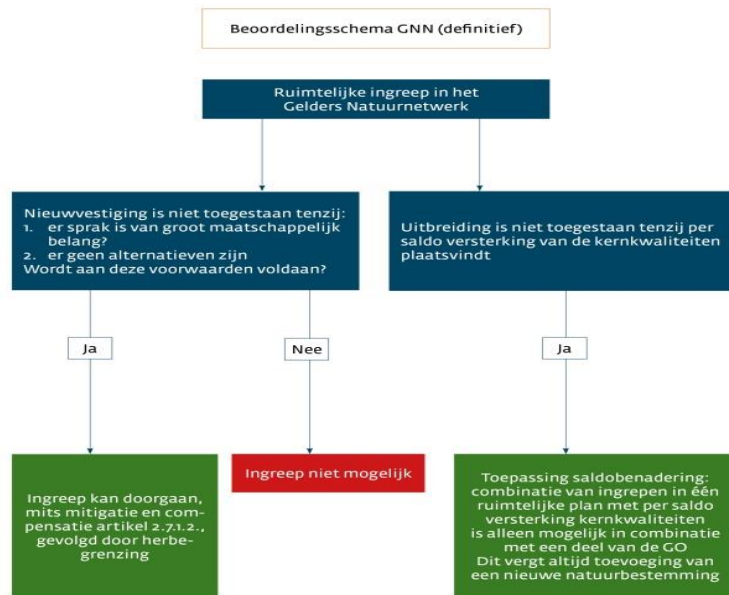 Beoordelingsschema GNN (definitief)
Ruimtelijke ingreep in het
Gelders Natuurnetwerk
Nieuwvestiging is niet toegestaan tenzij:
1. er sprak is van groot maatschappelijk
belang?
2. er geen alternatieven zijn
Wordt aan deze voorwaarden voldaan?
Uitbreiding is niet toegestaan tenzij per
saldo versterking van de kernkwaliteiten
plaatsvindt
Ja
Nee
Ja
Ingreep kan doorgaan,
mits mitigatie en com-
pensatie artikel 2.7.1.2.,
gevolgd door herbe-
grenzing
Ingreep niet mogelijk
Toepassing saldobenadering:
combinatie van ingrepen in één
ruimtelijke plan met per saldo
versterking kernkwaliteiten
is alleen mogelijk in combinatie
met een deel van de GO
Dit vergt altijd toevoeging van
een nieuwe natuurbestemming